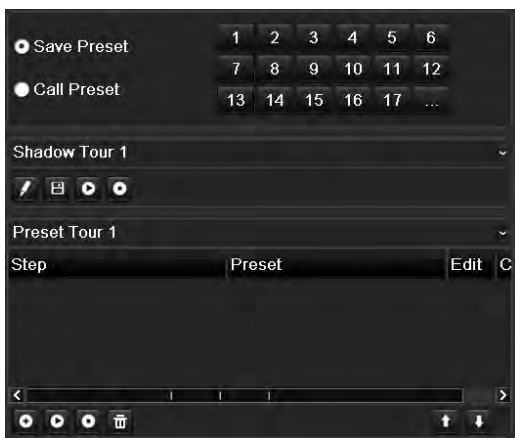 Save Preset
1 2 3 4 5 6
7 8 9 10 11 12
Call Preset
13 14 15 16 17 ...
Shadow Tour 1
Preset Tour 1
Step Preset Edit C